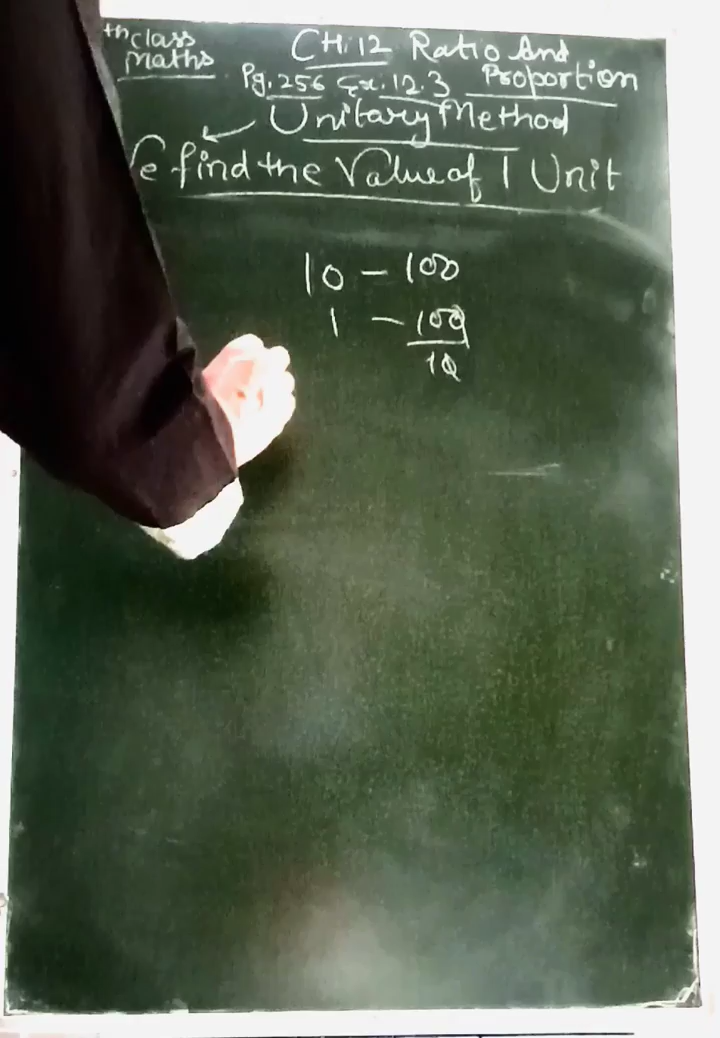 th class
Maths
CH:12 Ratio And
Proportion
Pg.256 Ex.12.3
Unitary Method
e find the Value of 1 Unit
10 – 100
1 – 100
10